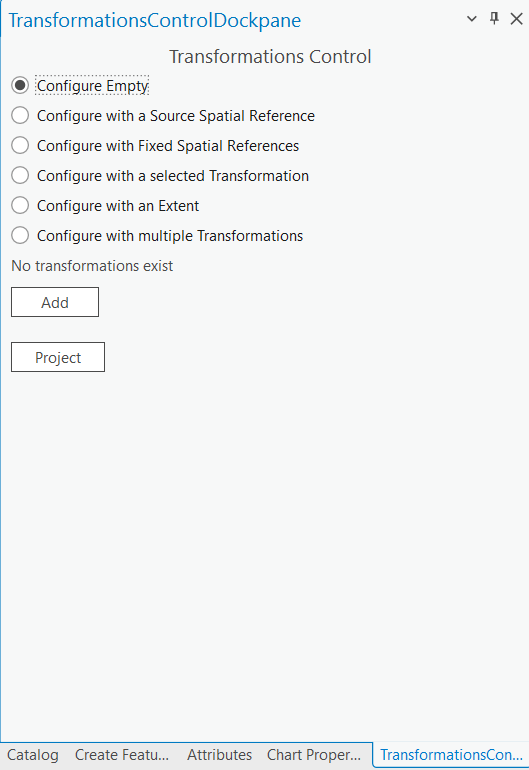 TransformationsControlDockpane
Transformations Control
Configure Empty
Configure with a Source Spatial Reference
Configure with Fixed Spatial References
Configure with a selected Transformation
Configure with an Extent
Configure with multiple Transformations
No transformations exist
Add
Project
Catalog Create Featu... Attributes Chart Proper... TransformationsCon...